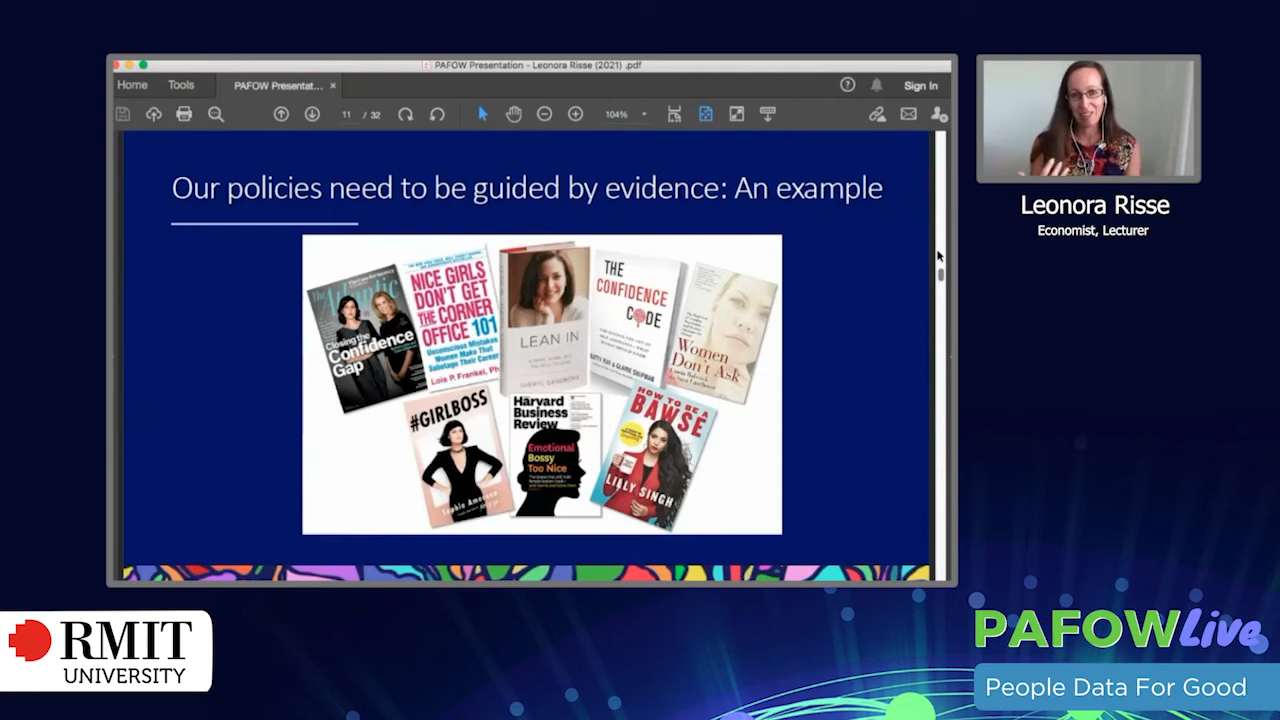 PAFOW Presentation - Leonora Risse (2021) .pdf
Home
Tools
PAFOW Presentat... ×
Sign In
11 / 32
104%
Our policies need to be guided by evidence: An example
The Atlantic
Closing the
Confidence
Gap
NICE GIRLS
DON'T GET
THE CORNER
OFFICE 101
Unconscious Mistakes
Women Make That
Sabotage Their Career
Lois P. Frankel, Ph
LEAN IN
SHERYL SANDBERG
THE
CONFIDENCE
CODE
KATTY KAY & CLAIRE SHIPMAN
Women
Don't Ask
#GIRLBOSS
Sophia Amoruso
Harvard
Business
Review
Emotional
Bossy
Too Nice
HOW TO BE A
BAWSE
LILLY SINGH
Leonora Risse
Economist, Lecturer
RMIT
UNIVERSITY
PAFOW Live
People Data For Good